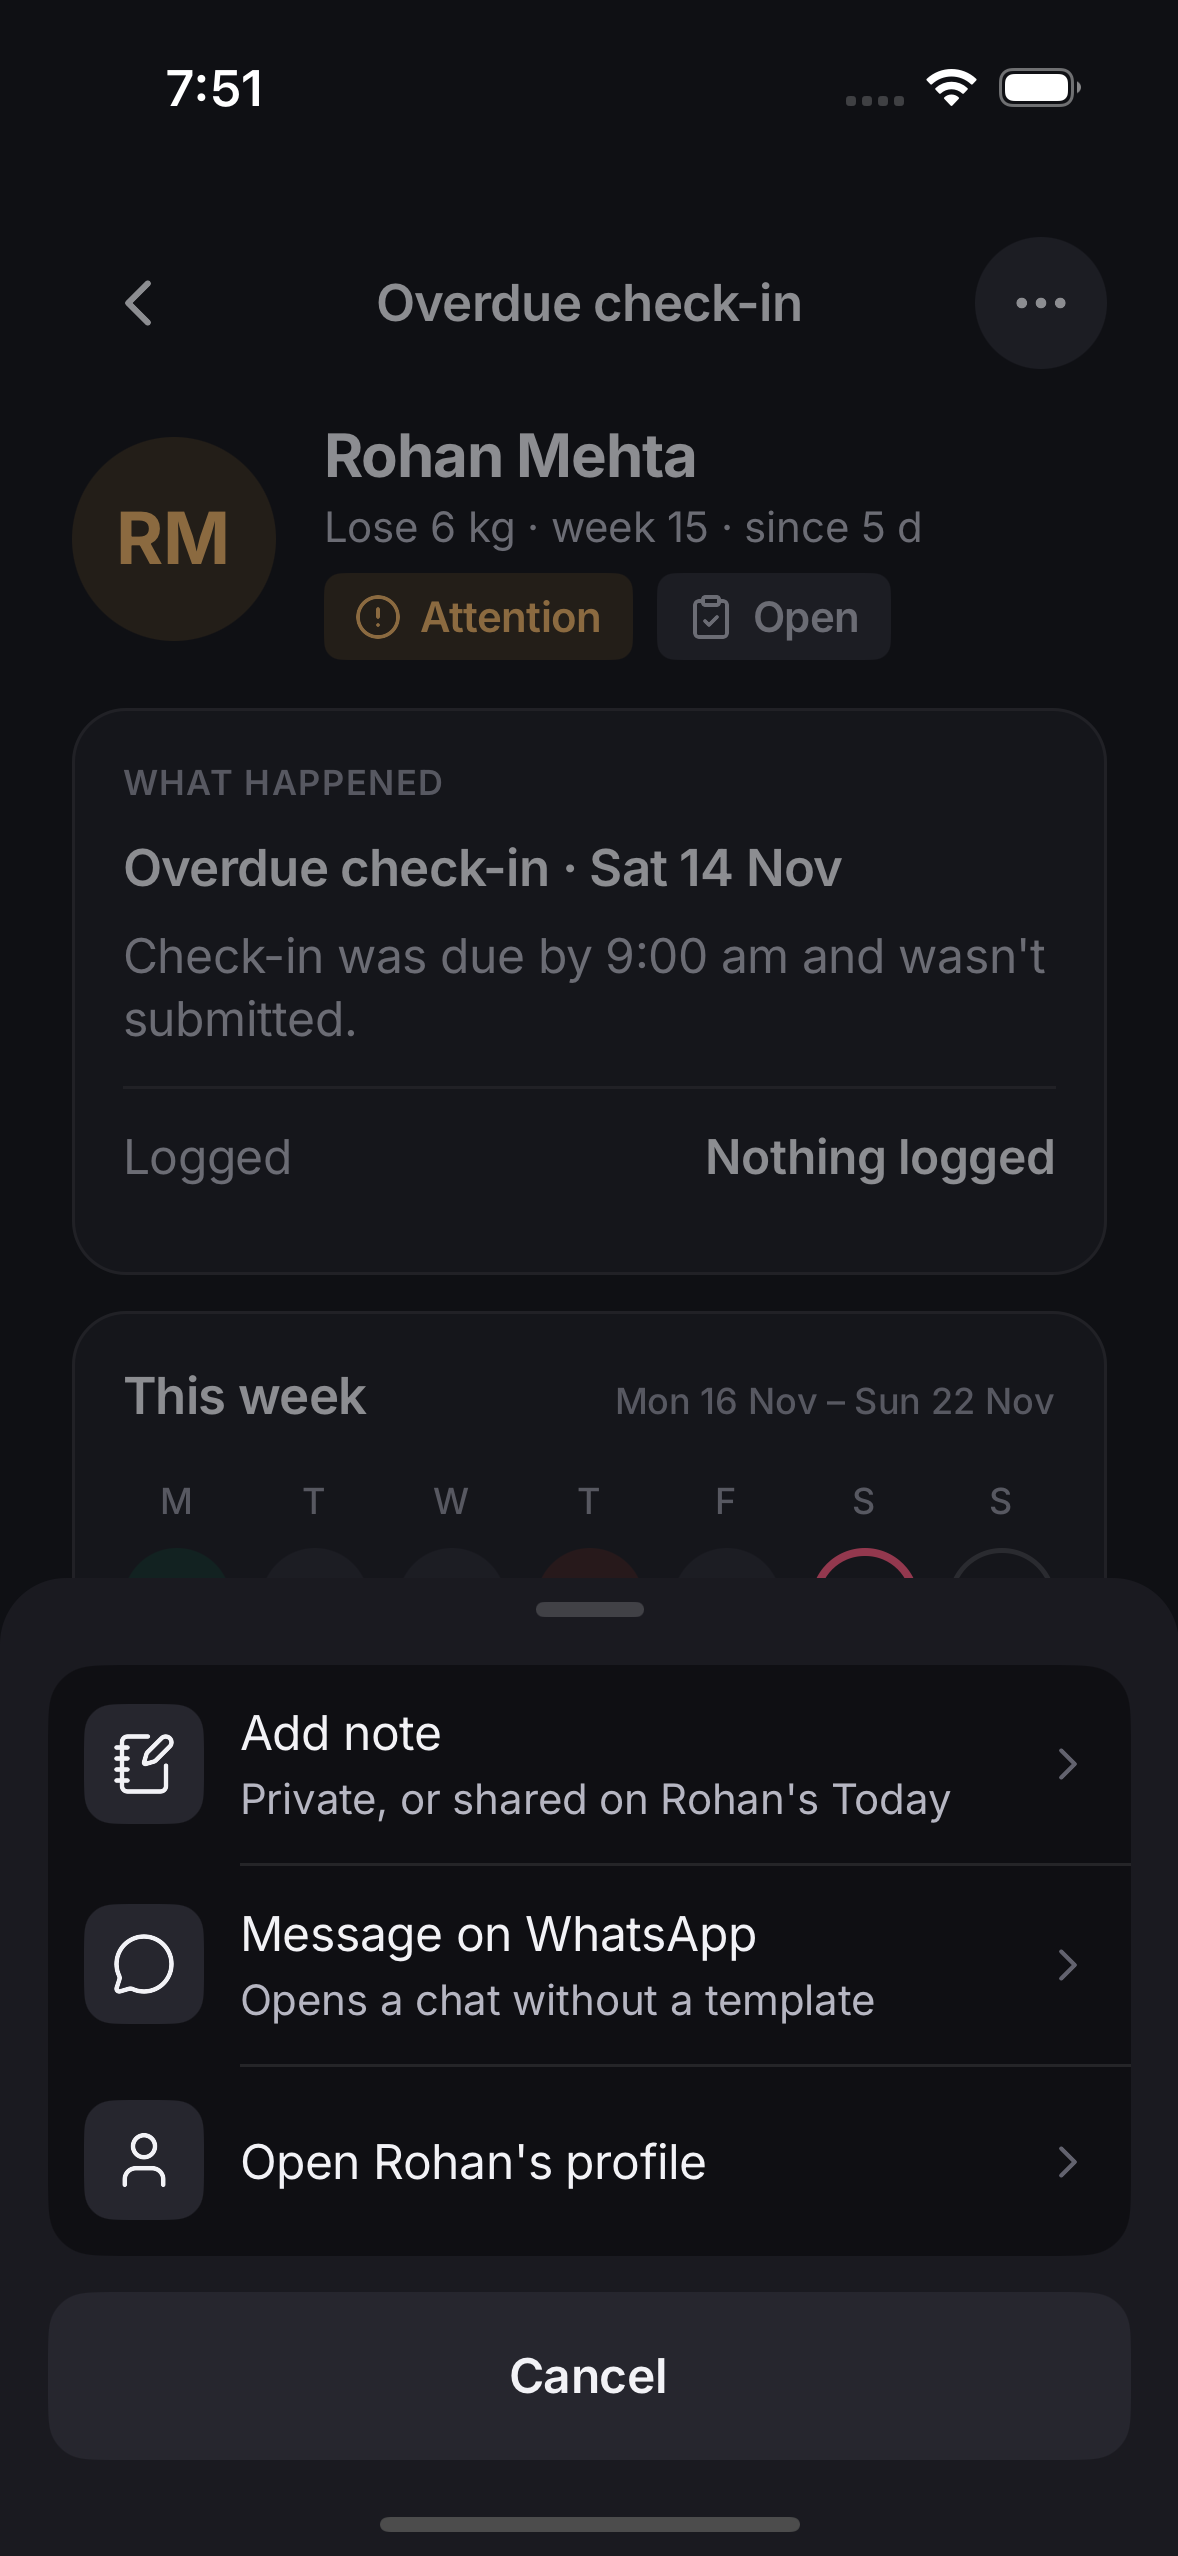 7:51
Overdue check-in
RM
Rohan Mehta
Lose 6 kg · week 15 · since 5 d
Attention
Open
WHAT HAPPENED
Overdue check-in · Sat 14 Nov
Check-in was due by 9:00 am and wasn't
submitted.
Logged
Nothing logged
This week
Mon 16 Nov – Sun 22 Nov
M T W T F S S
Add note
Private, or shared on Rohan's Today
Message on WhatsApp
Opens a chat without a template
Open Rohan's profile
Cancel